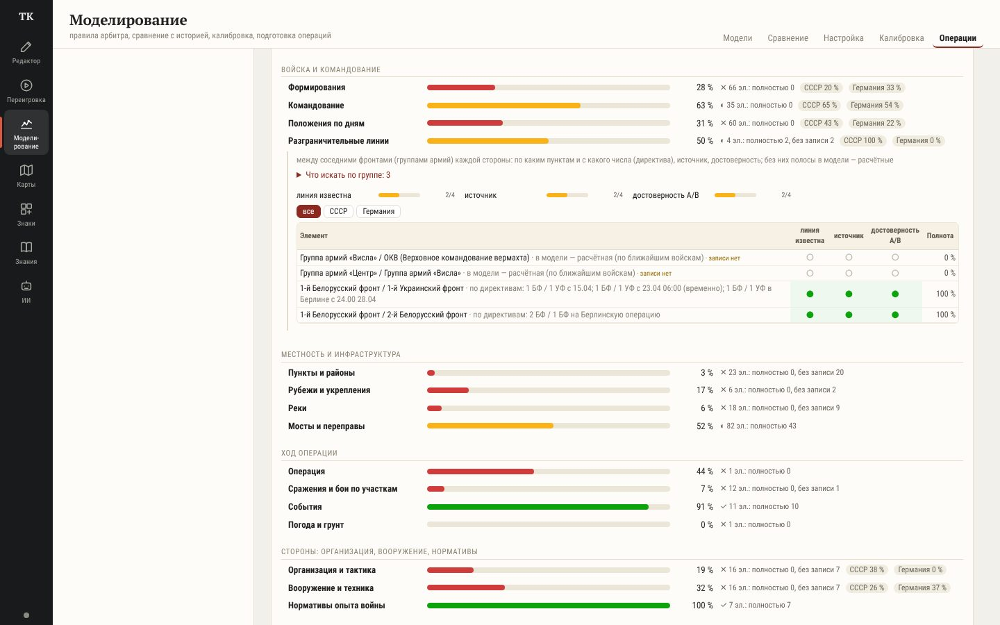 ТК
Моделирование
правила арбитра, сравнение с историей, калибровка, подготовка операций
Модели
Сравнение
Настройка
Калибровка
Операции
Редактор
Переигровка
Модели-
рование
Карты
Знаки
Знания
ИИ
ВОЙСКА И КОМАНДОВАНИЕ
Формирования 28 % ✕ 66 эл.: полностью 0 СССР 20 % Германия 33 %
Командование 63 % 35 эл.: полностью 0 СССР 65 % Германия 54 %
Положения по дням 31 % ✕ 60 эл.: полностью 0 СССР 43 % Германия 22 %
Разграничительные линии 50 % 4 эл.: полностью 2, без записи 2 СССР 100 % Германия 0 %
между соседними фронтами (группами армий) каждой стороны: по каким пунктам и с какого числа (директива), источник, достоверность; без них полосы в модели — расчётные
▶ Что искать по группе: 3
линия известна 2/4 источник 2/4 достоверность А/В 2/4
все СССР Германия
Элемент линия известна источник достоверность А/В Полнота
Группа армий «Висла» / ОКВ (Верховное командование вермахта) · в модели — расчётная (по ближайшим войскам) · записи нет 0 %
Группа армий «Центр» / Группа армий «Висла» · в модели — расчётная (по ближайшим войскам) · записи нет 0 %
1-й Белорусский фронт / 1-й Украинский фронт · по директивам: 1 БФ / 1 УФ с 15.04; 1 БФ / 1 УФ с 23.04 06:00 (временно); 1 БФ / 1 УФ в
Берлине с 24.00 28.04 100 %
1-й Белорусский фронт / 2-й Белорусский фронт · по директивам: 2 БФ / 1 БФ на Берлинскую операцию 100 %
МЕСТНОСТЬ И ИНФРАСТРУКТУРА
Пункты и районы 3 % ✕ 23 эл.: полностью 0, без записи 20
Рубежи и укрепления 17 % ✕ 6 эл.: полностью 0, без записи 2
Реки 6 % ✕ 18 эл.: полностью 0, без записи 9
Мосты и переправы 52 % 82 эл.: полностью 43
ХОД ОПЕРАЦИИ
Операция 44 % ✕ 1 эл.: полностью 0
Сражения и бои по участкам 7 % ✕ 12 эл.: полностью 0, без записи 1
События 91 % ✓ 11 эл.: полностью 10
Погода и грунт 0 % ✕ 1 эл.: полностью 0
СТОРОНЫ: ОРГАНИЗАЦИЯ, ВООРУЖЕНИЕ, НОРМАТИВЫ
Организация и тактика 19 % ✕ 16 эл.: полностью 0, без записи 7 СССР 38 % Германия 0 %
Вооружение и техника 32 % ✕ 16 эл.: полностью 0, без записи 7 СССР 26 % Германия 37 %
Нормативы опыта войны 100 % ✓ 7 эл.: полностью 7